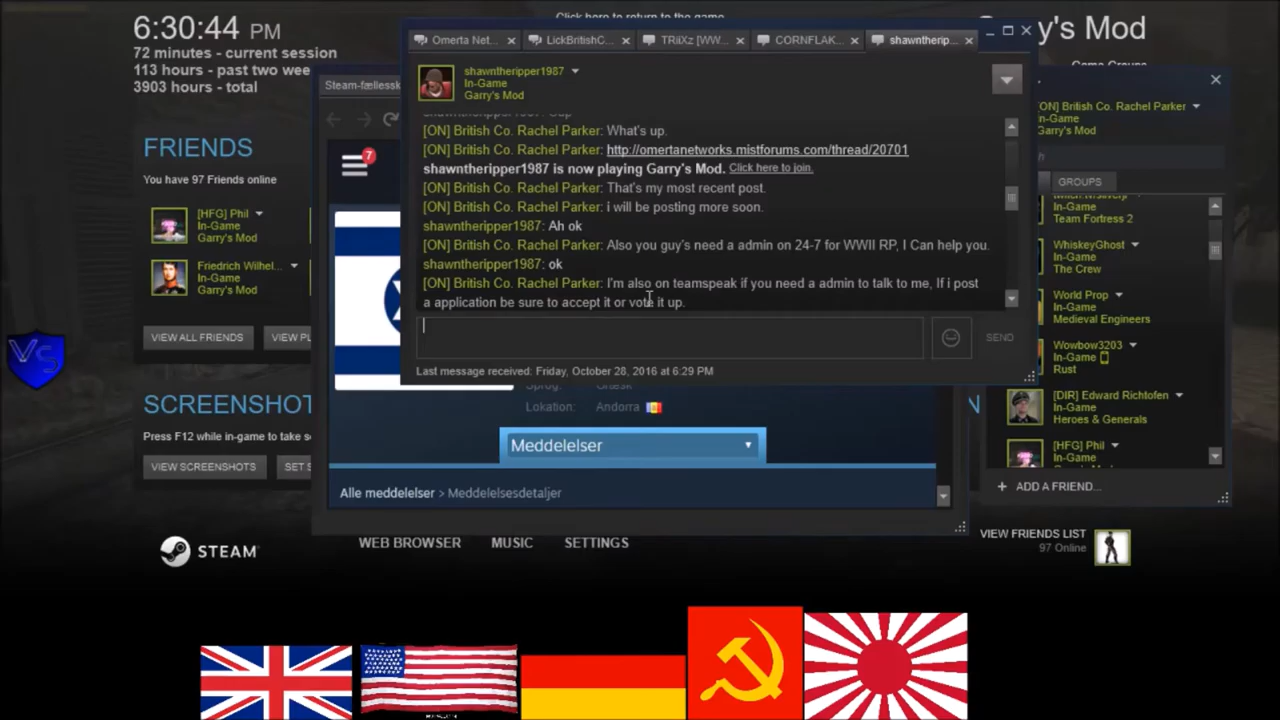 6:30:44 PM
72 minutes - current session
113 hours - past two wee
3903 hours - total
Click here to return to the game
y's Mod
FRIENDS
You have 97 Friends online
[HFG] Phil
In-Game
Garry's Mod
Friedrich Wilhel...
In-Game
Garry's Mod
VIEW ALL FRIENDS
VIEW PL
SCREENSHOT
Press F12 while in-game to take s
VIEW SCREENSHOTS
SET S
Steam-fællessk
7
Omerta Net...
LickBritishC...
TRiiXz [WW...
CORNFLAK...
shawntherip...
shawntheripper1987
In-Game
Garry's Mod
[ON] British Co. Rachel Parker: What's up.
[ON] British Co. Rachel Parker: http://omertanetworks.mistforums.com/thread/20701
shawntheripper1987 is now playing Garry's Mod. Click here to join.
[ON] British Co. Rachel Parker: That's my most recent post.
[ON] British Co. Rachel Parker: i will be posting more soon.
shawntheripper1987: Ah ok
[ON] British Co. Rachel Parker: Also you guy's need a admin on 24-7 for WWII RP, I Can help you.
shawntheripper1987: ok
[ON] British Co. Rachel Parker: I'm also on teamspeak if you need a admin to talk to me, If i post
a application be sure to accept it or vote it up.
SEND
Last message received: Friday, October 28, 2016 at 6:29 PM
Sprog: Græsk
Lokation: Andorra
Meddelelser
Alle meddelelser > Meddelelsesdetaljer
[ON] British Co. Rachel Parker
In-Game
Garry's Mod
GROUPS
In-Game
Team Fortress 2
WhiskeyGhost
In-Game
The Crew
World Prop
In-Game
Medieval Engineers
Wowbow3203
In-Game
Rust
[DIR] Edward Richtofen
In-Game
Heroes & Generals
[HFG] Phil
In-Game
+ ADD A FRIEND...
VS
STEAM
WEB BROWSER
MUSIC
SETTINGS
VIEW FRIENDS LIST
97 Online